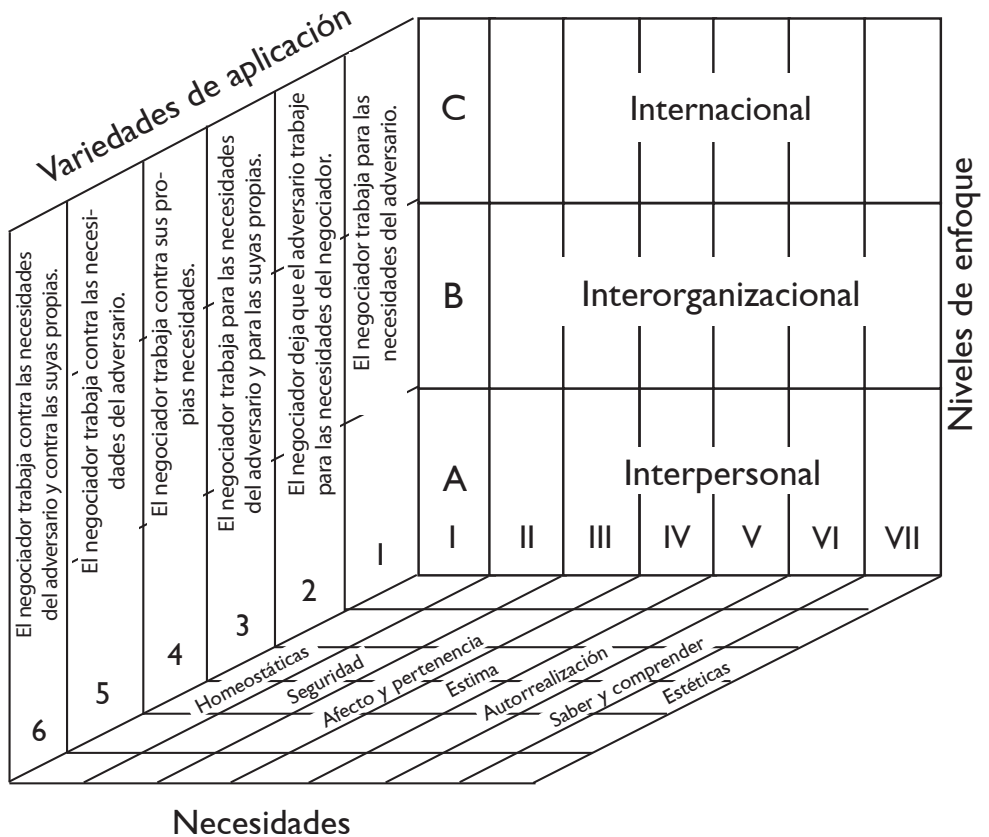 Variedades de aplicación
El negociador trabaja contra las necesidades
del adversario y contra las suyas propias.
6
El negociador trabaja contra las necesi-
dades del adversario.
5
El negociador trabaja contra sus pro-
pias necesidades.
4
El negociador trabaja para las necesidades
del adversario y para las suyas propias.
3
El negociador deja que el adversario trabaje
para las necesidades del negociador.
2
El negociador trabaja para las
necesidades del adversario.
1
C
Internacional
B
Interorganizacional
A
Interpersonal
I II III IV V VI VII
Niveles de enfoque
Homeostáticas
Seguridad
Afecto y pertenencia
Estima
Autorrealización
Saber y comprender
Estéticas
Necesidades